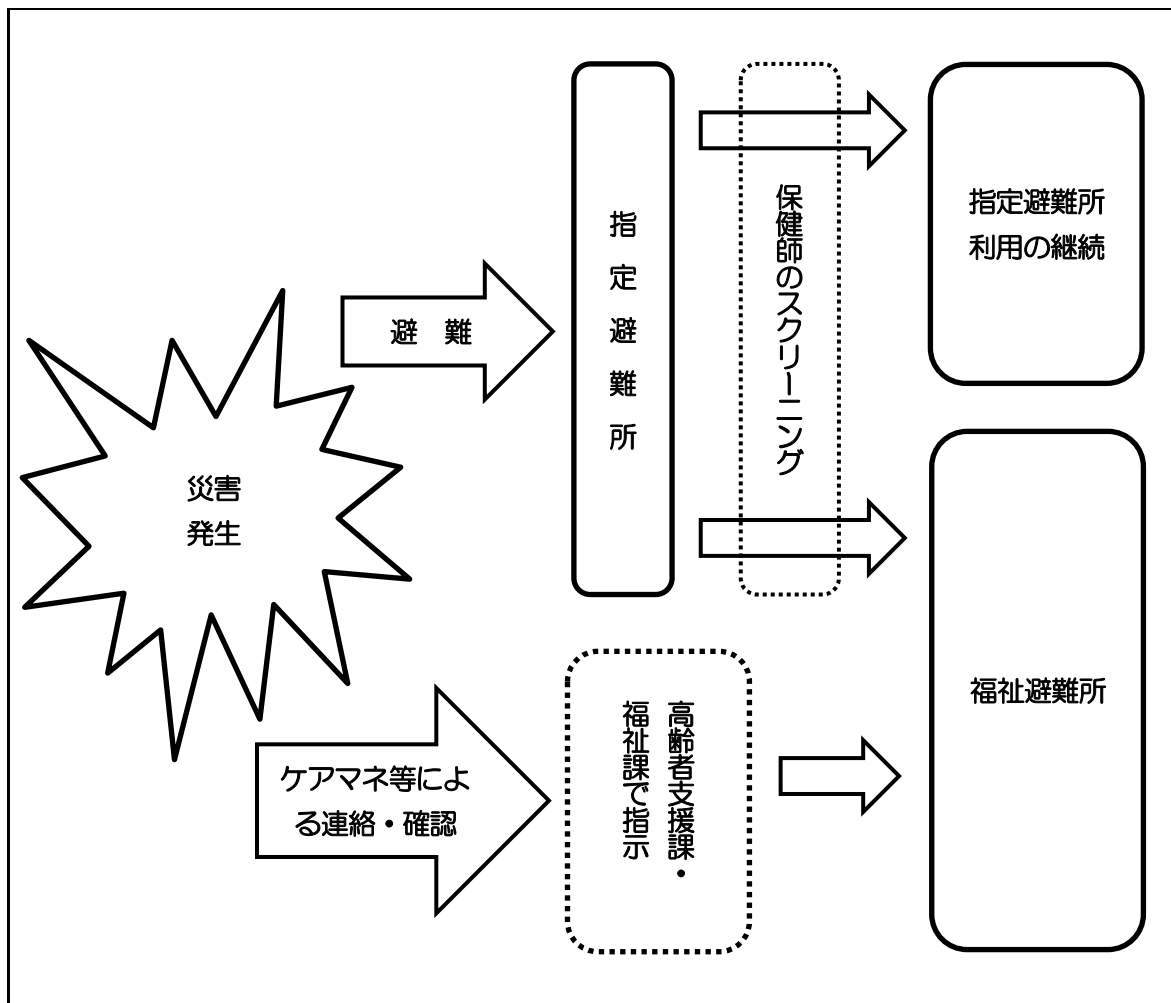 災害
発生
避　難
指定避難所
保健師のスクリーニング
指定避難所
利用の継続
ケアマネ等によ
る連絡・確認
高齢者支援課・
福祉課で指示
福祉避難所